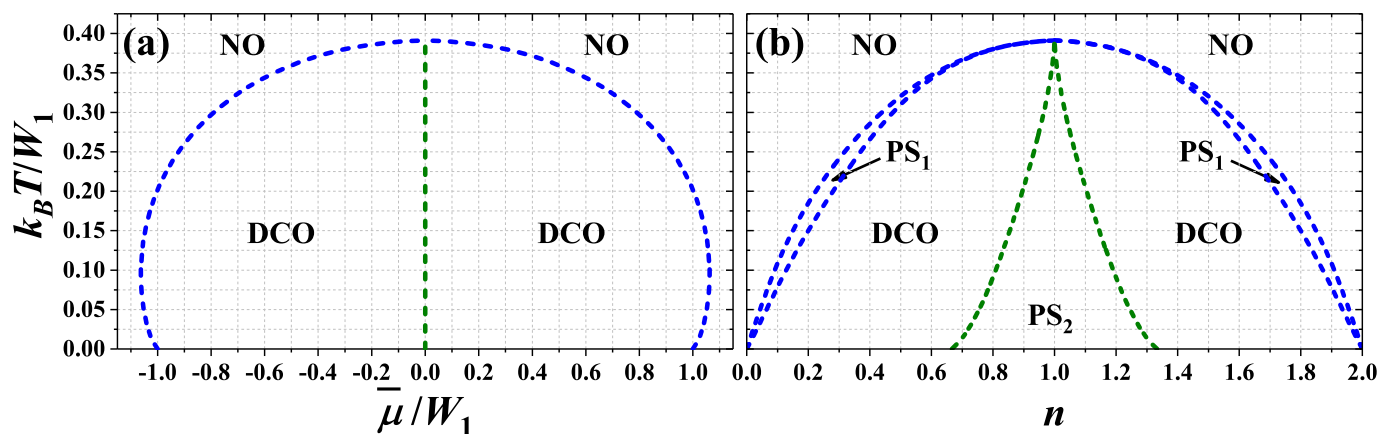 (a)
NO
NO
DCO
DCO
k_B T/W_1
0.40
0.35
0.30
0.25
0.20
0.15
0.10
0.05
0.00
-1.0 -0.8 -0.6 -0.4 -0.2 0.0 0.2 0.4 0.6 0.8 1.0
μ̅/W_1
(b)
NO
NO
PS_1
PS_1
DCO
DCO
PS_2
0.0 0.2 0.4 0.6 0.8 1.0 1.2 1.4 1.6 1.8 2.0
n